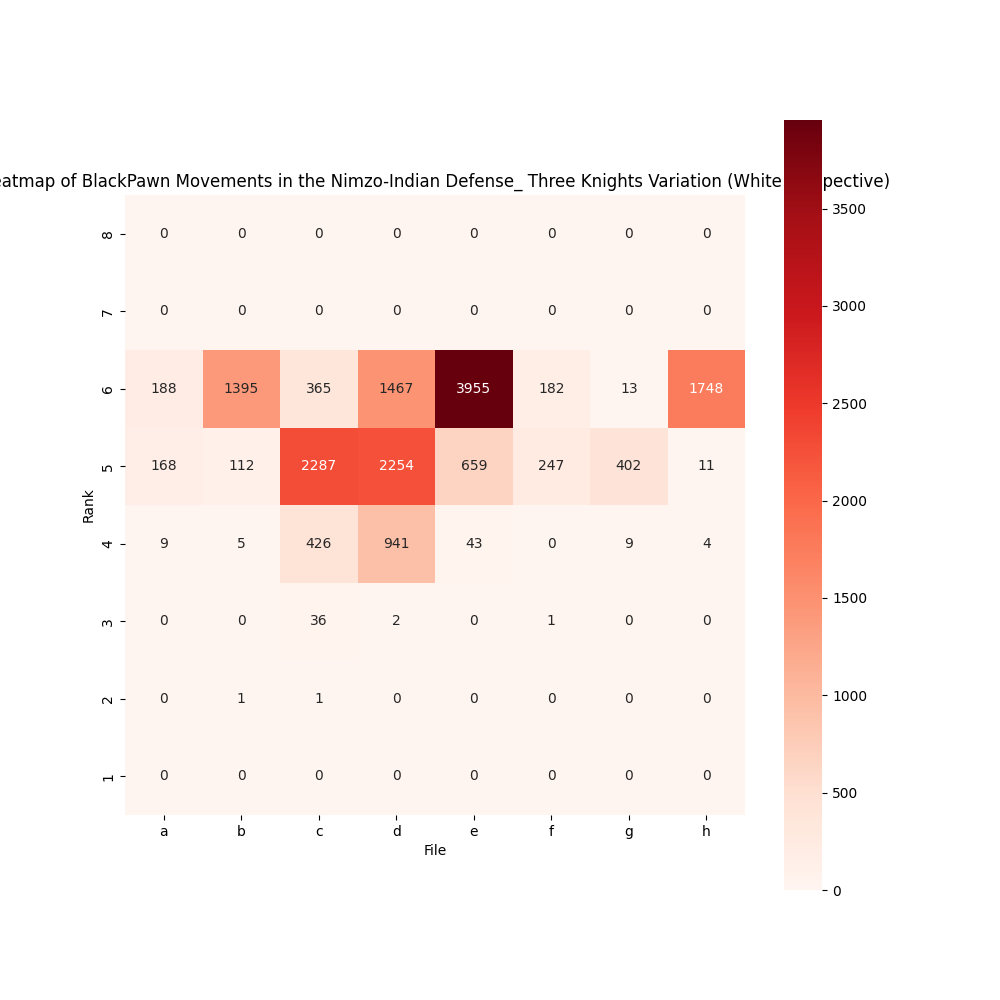 eatmap of BlackPawn Movements in the Nimzo-Indian Defense_ Three Knights Variation (White pective)
8 0 0 0 0 0 0 0 0
7 0 0 0 0 0 0 0 0
6 188 1395 365 1467 3955 182 13 1748
5 168 112 2287 2254 659 247 402 11
4 9 5 426 941 43 0 9 4
3 0 0 36 2 0 1 0 0
2 0 1 1 0 0 0 0 0
1 0 0 0 0 0 0 0 0
a b c d e f g h
File
Rank
3500
3000
2500
2000
1500
1000
500
0